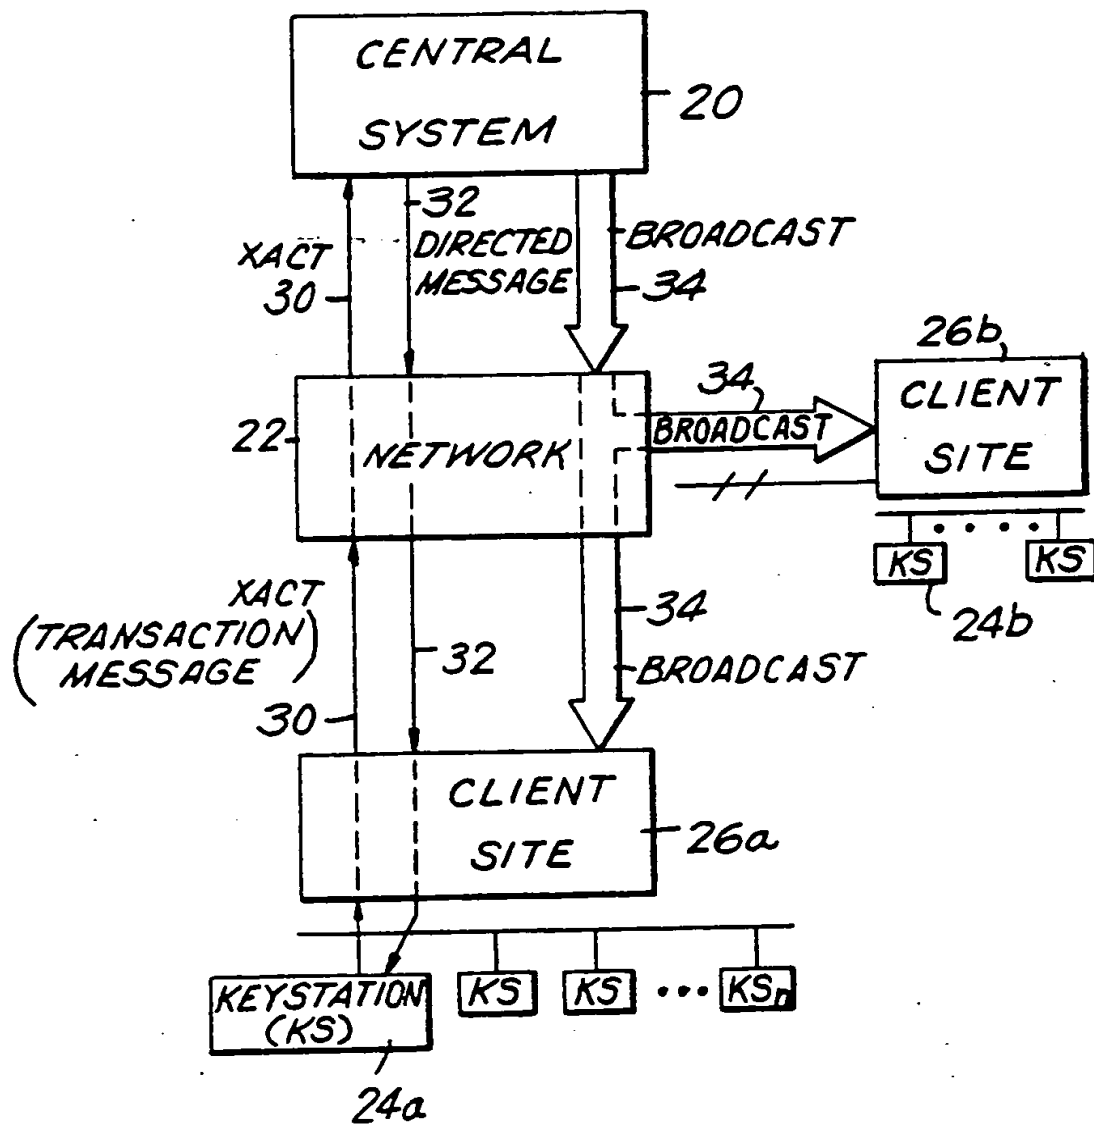 CENTRAL
SYSTEM
20
32
DIRECTED
MESSAGE
BROADCAST
34
XACT
30
26b
CLIENT
SITE
34
BROADCAST
22
NETWORK
KS
KS
24b
XACT
(TRANSACTION
MESSAGE)
30
32
34
BROADCAST
CLIENT
SITE
26a
KEYSTATION
(KS)
KS
KS
KSn
24a